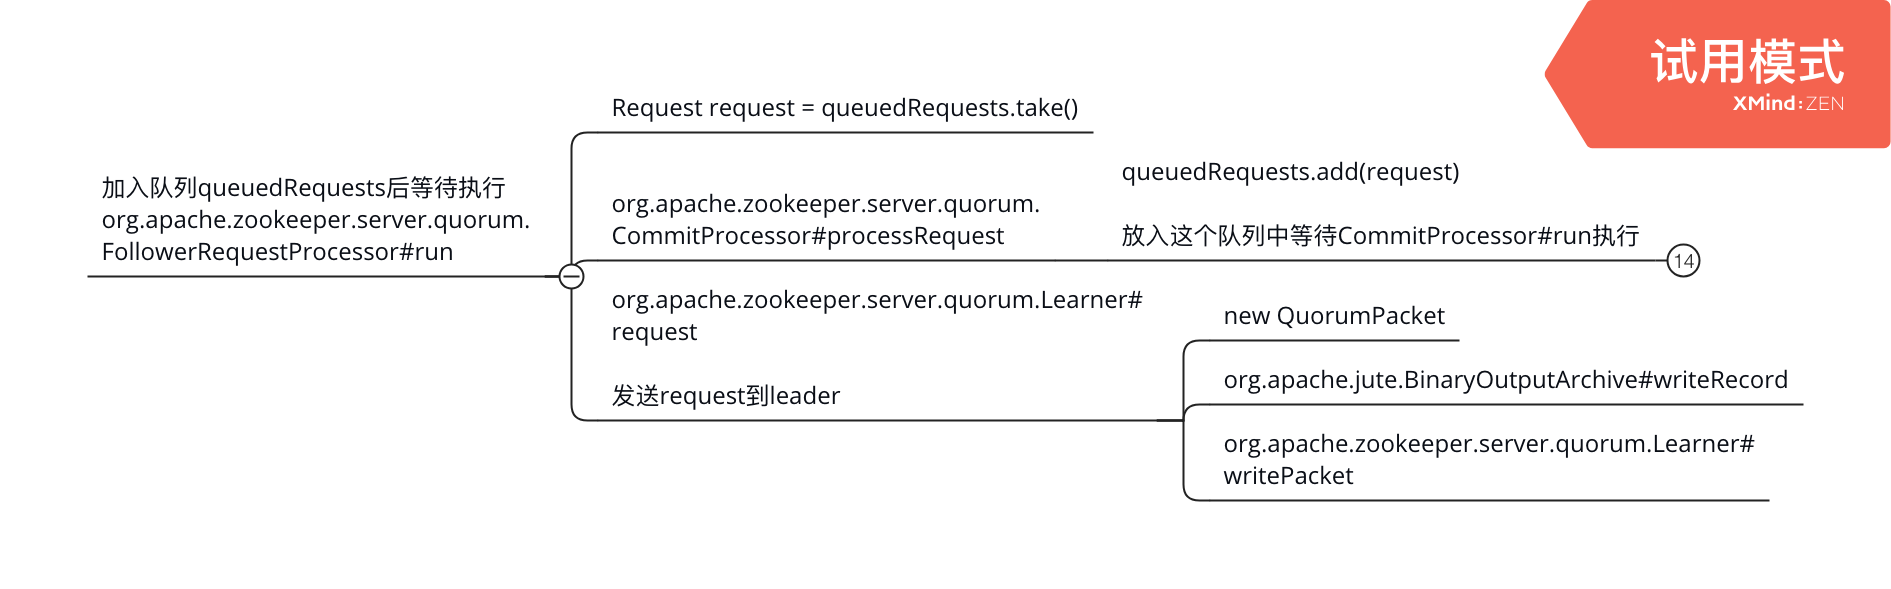 试用模式
XMind:ZEN
加入队列queuedRequests后等待执行
org.apache.zookeeper.server.quorum.
FollowerRequestProcessor#run
Request request = queuedRequests.take()
org.apache.zookeeper.server.quorum.
CommitProcessor#processRequest
queuedRequests.add(request)
放入这个队列中等待CommitProcessor#run执行
14
org.apache.zookeeper.server.quorum.Learner#
request
发送request到leader
new QuorumPacket
org.apache.jute.BinaryOutputArchive#writeRecord
org.apache.zookeeper.server.quorum.Learner#
writePacket